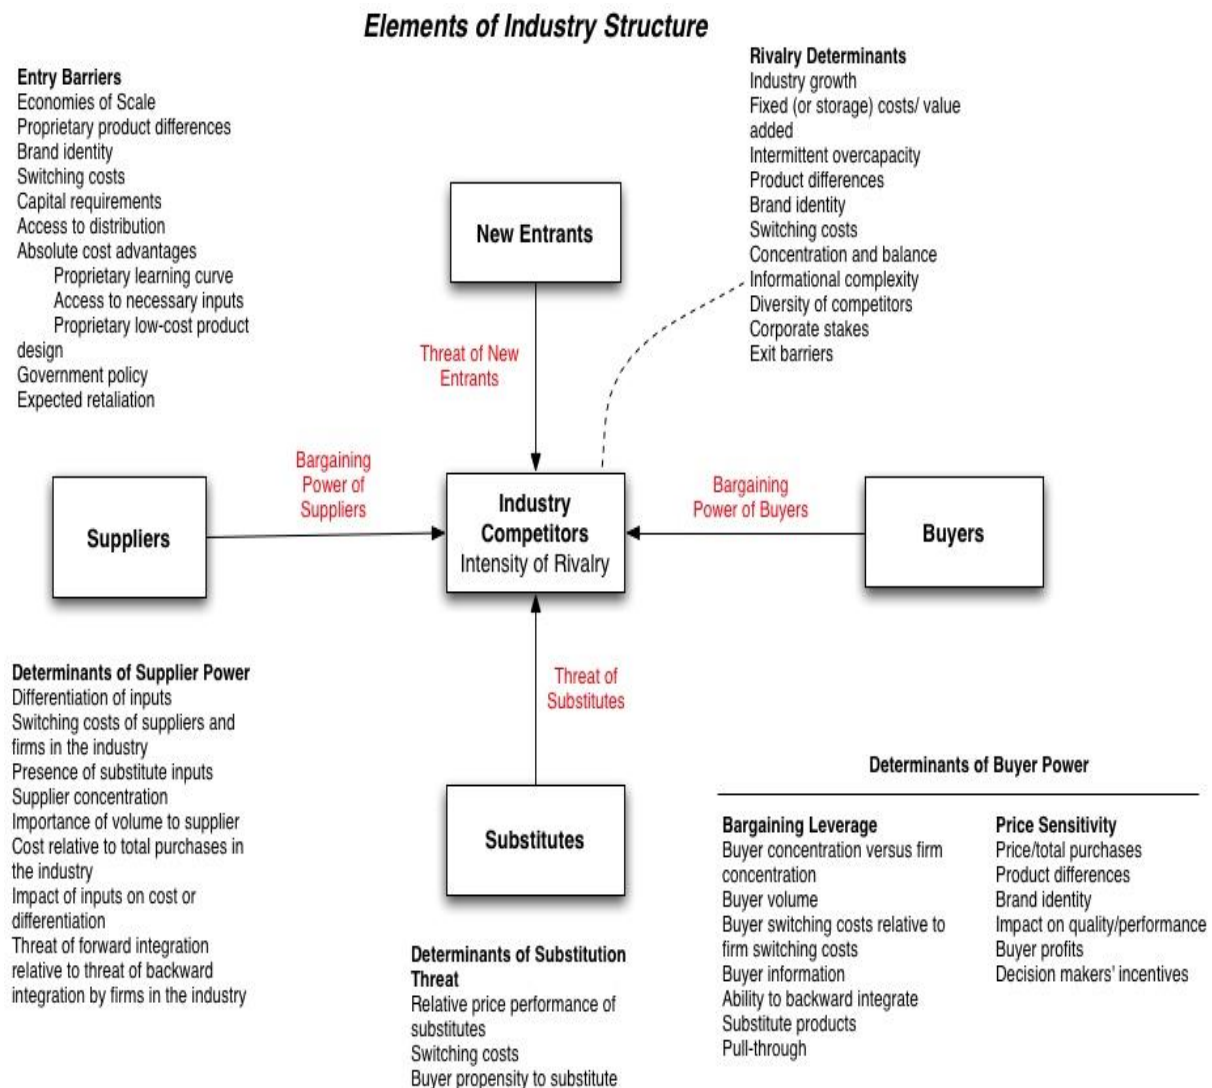 Elements of Industry Structure
Entry Barriers
Economies of Scale
Proprietary product differences
Brand identity
Switching costs
Capital requirements
Access to distribution
Absolute cost advantages
Proprietary learning curve
Access to necessary inputs
Proprietary low-cost product
design
Government policy
Expected retaliation
Rivalry Determinants
Industry growth
Fixed (or storage) costs/ value
added
Intermittent overcapacity
Product differences
Brand identity
Switching costs
Concentration and balance
Informational complexity
Diversity of competitors
Corporate stakes
Exit barriers
New Entrants
Threat of New
Entrants
Bargaining
Power of
Suppliers
Suppliers
Industry
Competitors
Intensity of Rivalry
Bargaining
Power of Buyers
Buyers
Threat of
Substitutes
Substitutes
Determinants of Supplier Power
Differentiation of inputs
Switching costs of suppliers and
firms in the industry
Presence of substitute inputs
Supplier concentration
Importance of volume to supplier
Cost relative to total purchases in
the industry
Impact of inputs on cost or
differentiation
Threat of forward integration
relative to threat of backward
integration by firms in the industry
Determinants of Substitution
Threat
Relative price performance of
substitutes
Switching costs
Buyer propensity to substitute
Determinants of Buyer Power
Bargaining Leverage
Buyer concentration versus firm
concentration
Buyer volume
Buyer switching costs relative to
firm switching costs
Buyer information
Ability to backward integrate
Substitute products
Pull-through
Price Sensitivity
Price/total purchases
Product differences
Brand identity
Impact on quality/performance
Buyer profits
Decision makers' incentives